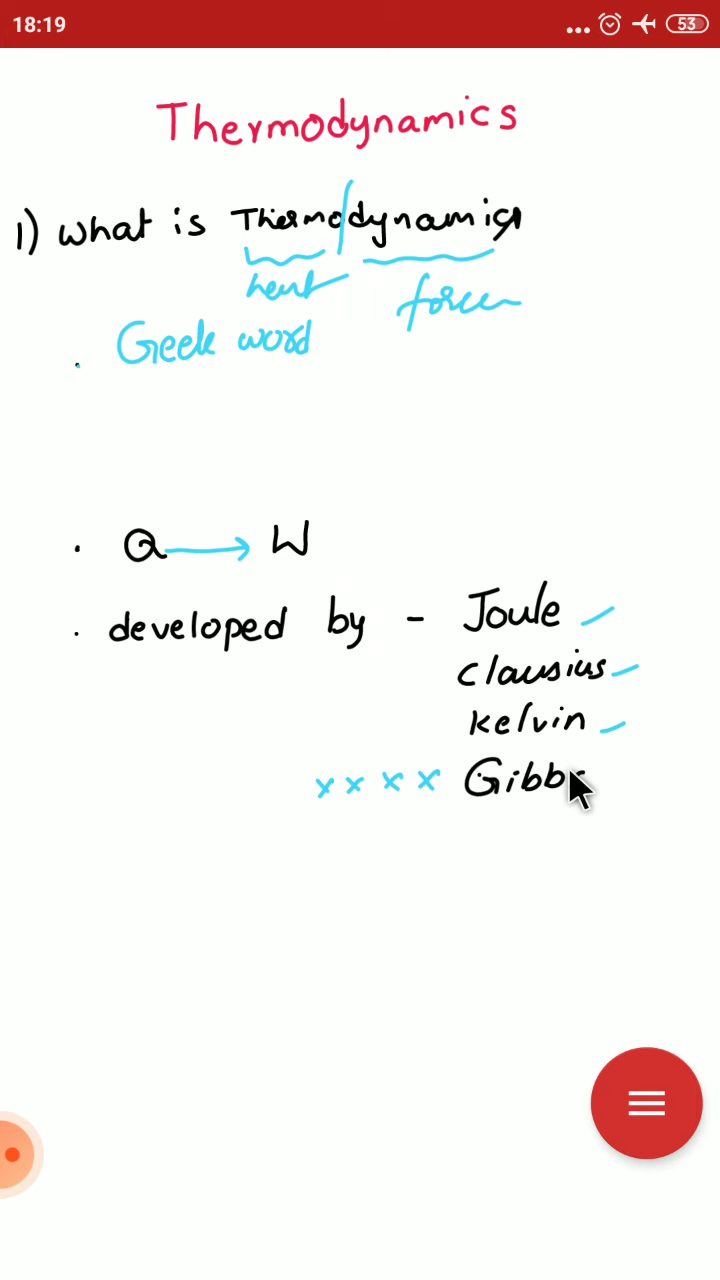 18:19
53
Thermodynamics
1) what is Thermodynamics
heat force
Greek word
. Q → W
. developed by - Joule
Clausius
kelvin
x x x x Gibbs